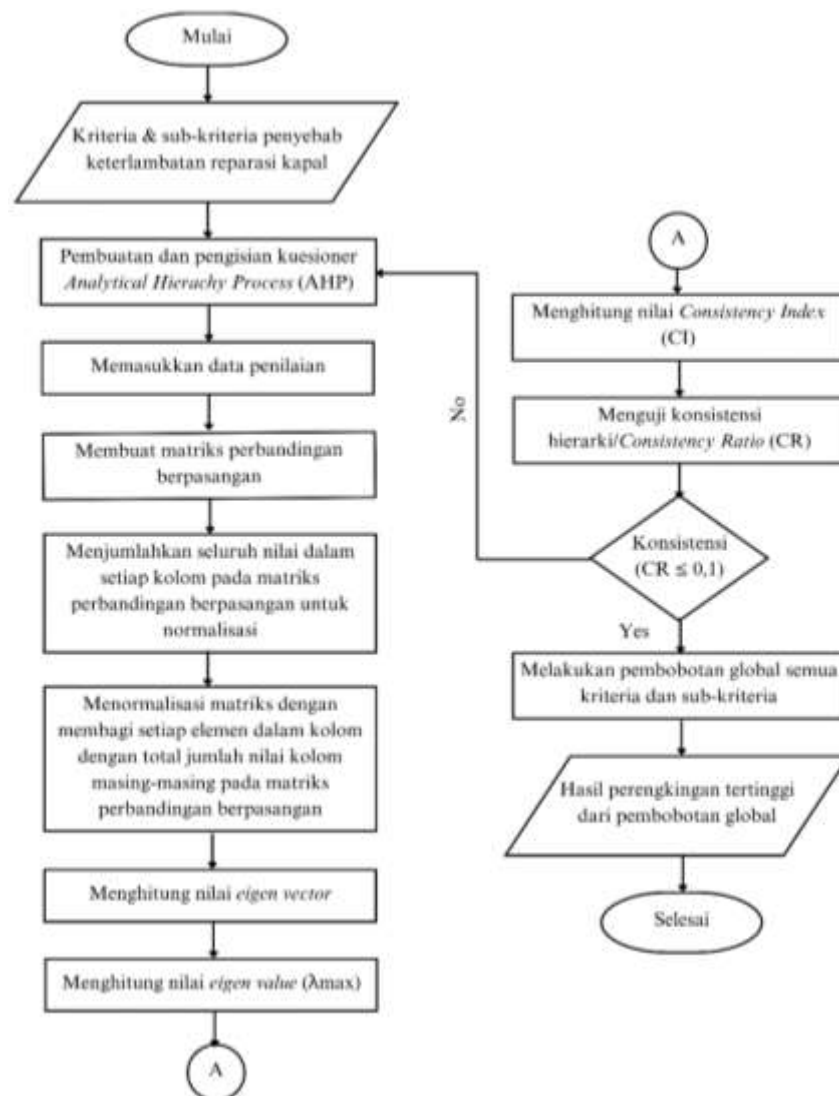 Mulai
Kriteria & sub-kriteria penyebab
keterlambatan reparasi kapal
Pembuatan dan pengisian kuesioner
Analytical Hierachy Process (AHP)
Memasukkan data penilaian
Membuat matriks perbandingan
berpasangan
Menjumlahkan seluruh nilai dalam
setiap kolom pada matriks
perbandingan berpasangan untuk
normalisasi
Menormalisasi matriks dengan
membagi setiap elemen dalam kolom
dengan total jumlah nilai kolom
masing-masing pada matriks
perbandingan berpasangan
Menghitung nilai eigen vector
Menghitung nilai eigen value (λmax)
A
A
Menghitung nilai Consistency Index
(CI)
Menguji konsistensi
hierarki/Consistency Ratio (CR)
Konsistensi
(CR ≤ 0,1)
No
Yes
Melakukan pembobotan global semua
kriteria dan sub-kriteria
Hasil perengkingan tertinggi
dari pembobotan global
Selesai